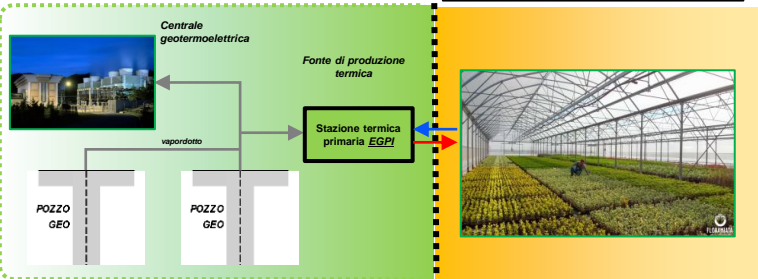 Centrale
geotermoelettrica
Fonte di produzione
termica
Stazione termica
primaria EGPI
vapordotto
POZZO
GEO
POZZO
GEO
FLORAMIATA